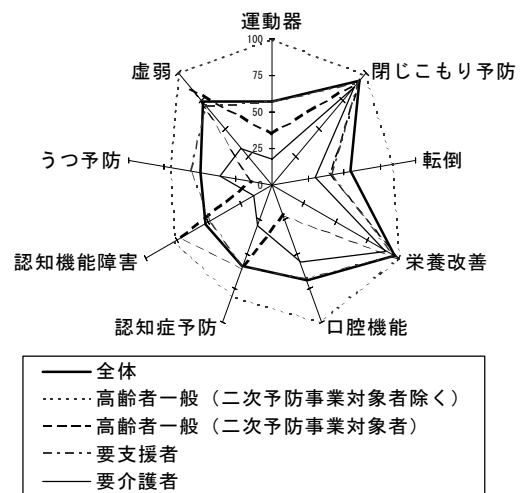 運動器
100
虚弱
閉じこもり予防
75
50
うつ予防
25
転倒
0
認知機能障害
栄養改善
認知症予防
口腔機能
全体
高齢者一般（二次予防事業対象者除く）
高齢者一般（二次予防事業対象者）
要支援者
要介護者